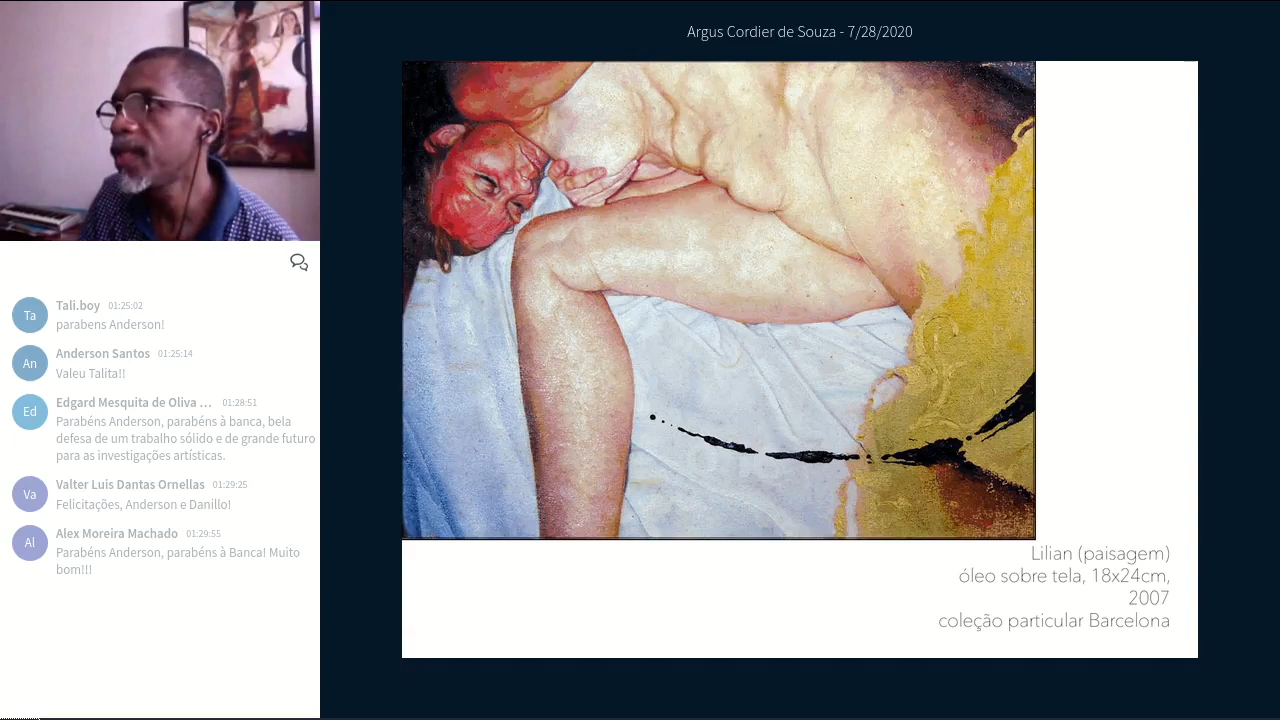 Argus Cordier de Souza - 7/28/2020
Ta
Tali.boy 01:25:02
parabens Anderson!
An
Anderson Santos 01:25:14
Valeu Talita!!
Ed
Edgard Mesquita de Oliva ... 01:28:51
Parabéns Anderson, parabéns à banca, bela
defesa de um trabalho sólido e de grande futuro
para as investigações artísticas.
Va
Valter Luis Dantas Ornellas 01:29:25
Felicitações, Anderson e Danillo!
Al
Alex Moreira Machado 01:29:55
Parabéns Anderson, parabéns à Banca! Muito
bom!!!
Lilian (paisagem)
óleo sobre tela, 18x24cm,
2007
coleção particular Barcelona